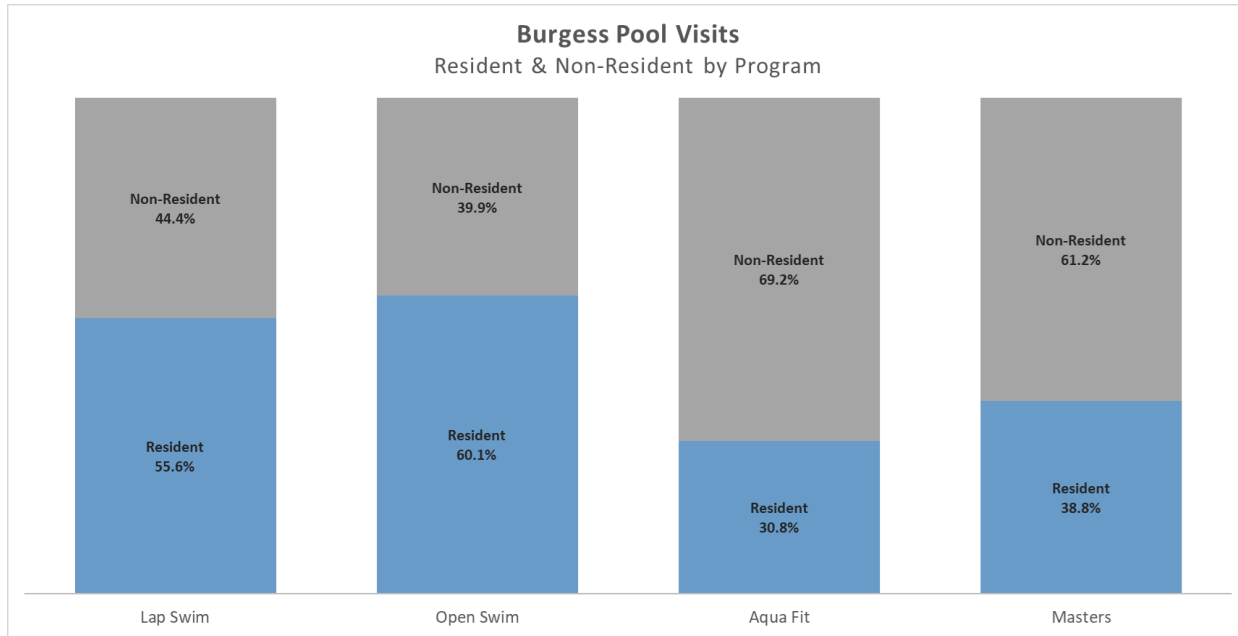 Burgess Pool Visits
Resident & Non-Resident by Program
Non-Resident
44.4%
Resident
55.6%
Non-Resident
39.9%
Resident
60.1%
Non-Resident
69.2%
Resident
30.8%
Non-Resident
61.2%
Resident
38.8%
Lap Swim
Open Swim
Aqua Fit
Masters